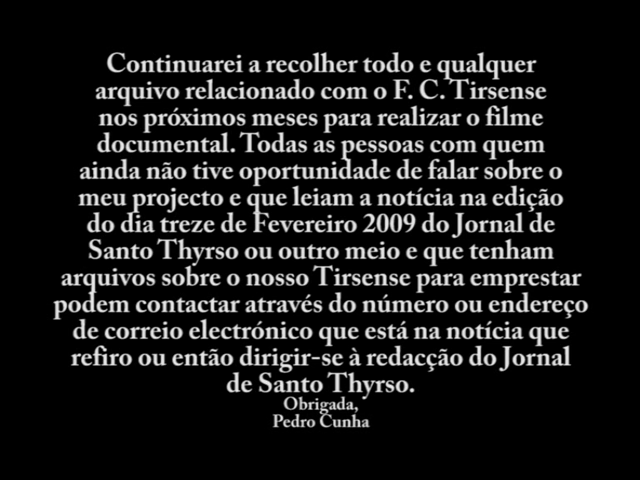 Continuarei a recolher todo e qualquer
arquivo relacionado com o F. C. Tirsense
nos próximos meses para realizar o filme
documental. Todas as pessoas com quem
ainda não tive oportunidade de falar sobre o
meu projecto e que leiam a notícia na edição
do dia treze de Fevereiro 2009 do Jornal de
Santo Thyrso ou outro meio e que tenham
arquivos sobre o nosso Tirsense para emprestar
podem contactar através do número ou endereço
de correio electrónico que está na notícia que
refiro ou então dirigir-se à redacção do Jornal
de Santo Thyrso.
Obrigada,
Pedro Cunha